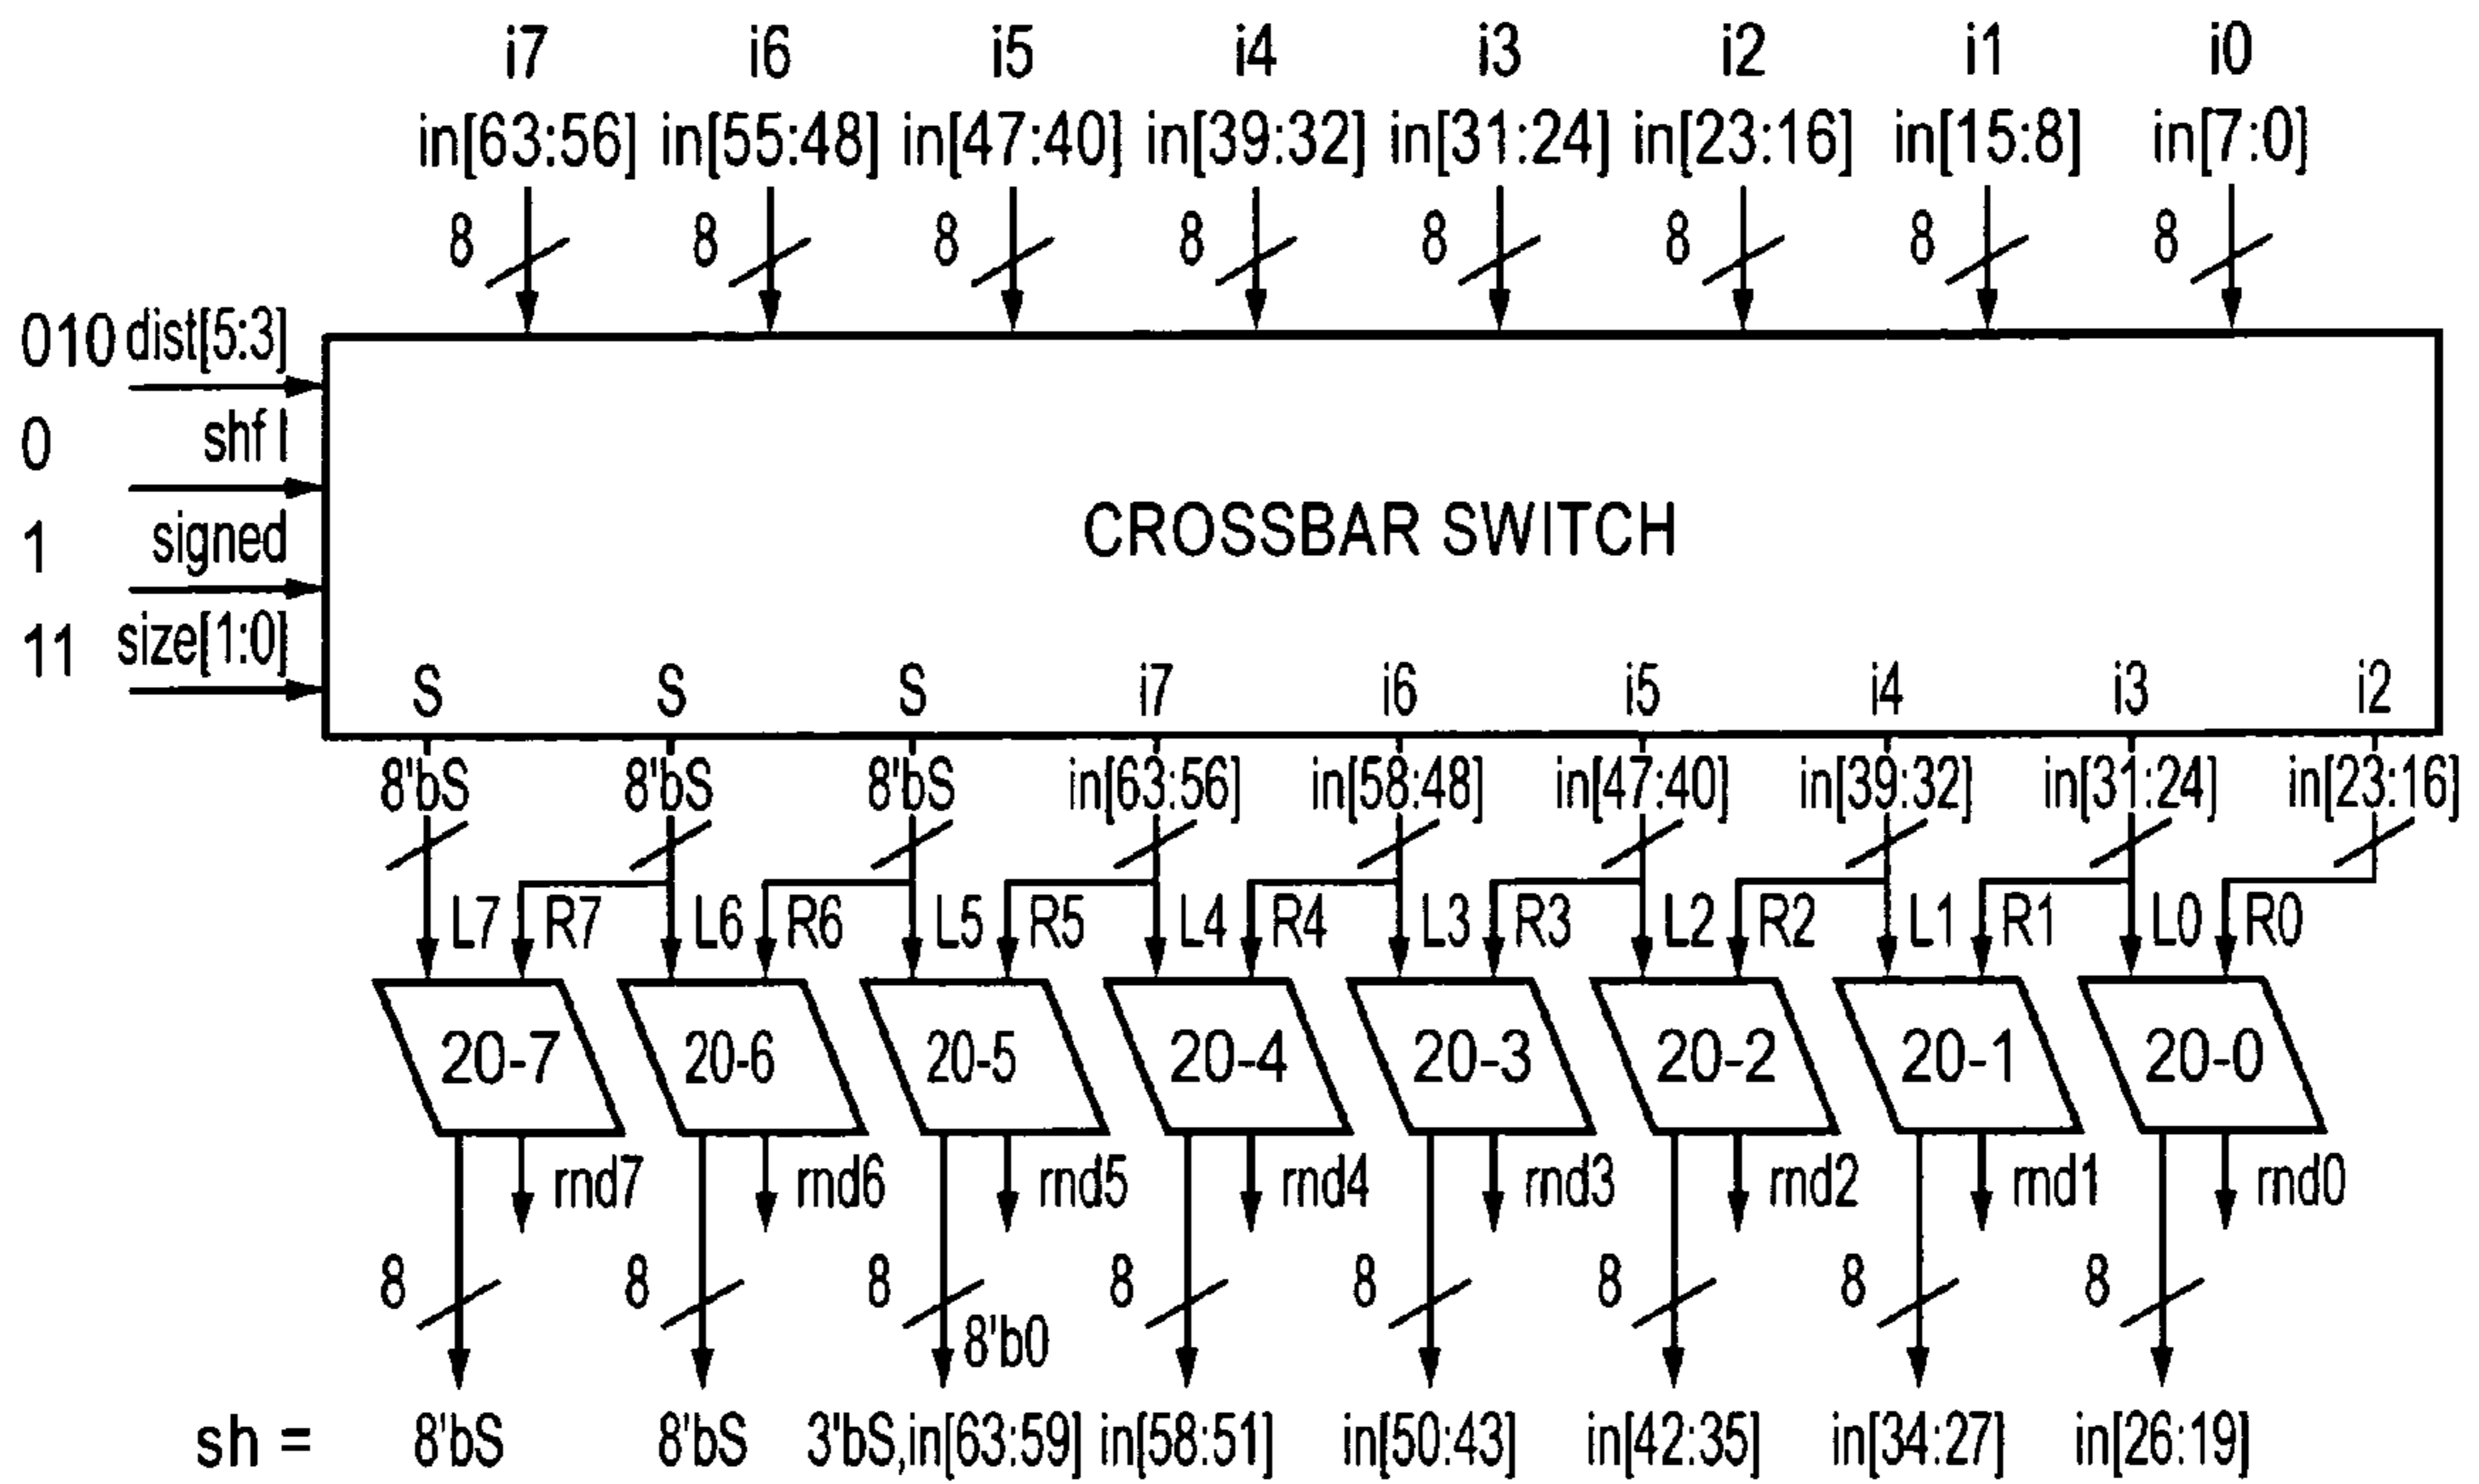 i7 i6 i5 i4 i3 i2 i1 i0
in[63:56] in[55:48] in[47:40] in[39:32] in[31:24] in[23:16] in[15:8] in[7:0]
8 8 8 8 8 8 8 8
010 dist[5:3]
0 shf l
1 signed
CROSSBAR SWITCH
11 size[1:0]
S S S i7 i6 i5 i4 i3 i2
8'bS 8'bS 8'bS in[63:56] in[58:48] in[47:40] in[39:32] in[31:24] in[23:16]
L7 R7 L6 R6 L5 R5 L4 R4 L3 R3 L2 R2 L1 R1 L0 R0
20-7 20-6 20-5 20-4 20-3 20-2 20-1 20-0
rnd7 rnd6 rnd5 rnd4 rnd3 rnd2 rnd1 rnd0
8 8 8 8 8 8 8 8
8'b0
sh = 8'bS 8'bS 3'bS,in[63:59] in[58:51] in[50:43] in[42:35] in[34:27] in[26:19]